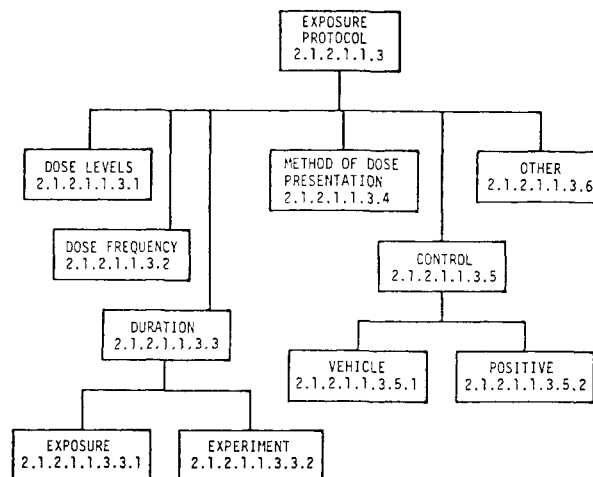 EXPOSURE
PROTOCOL
2.1.2.1.1.3
DOSE LEVELS
2.1.2.1.1.3.1
METHOD OF DOSE
PRESENTATION
2.1.2.1.1.3.4
OTHER
2.1.2.1.1.3.6
DOSE FREQUENCY
2.1.2.1.1.3.2
CONTROL
2.1.2.1.1.3.5
DURATION
2.1.2.1.1.3.3
VEHICLE
2.1.2.1.1.3.5.1
POSITIVE
2.1.2.1.1.3.5.2
EXPOSURE
2.1.2.1.1.3.3.1
EXPERIMENT
2.1.2.1.1.3.3.2